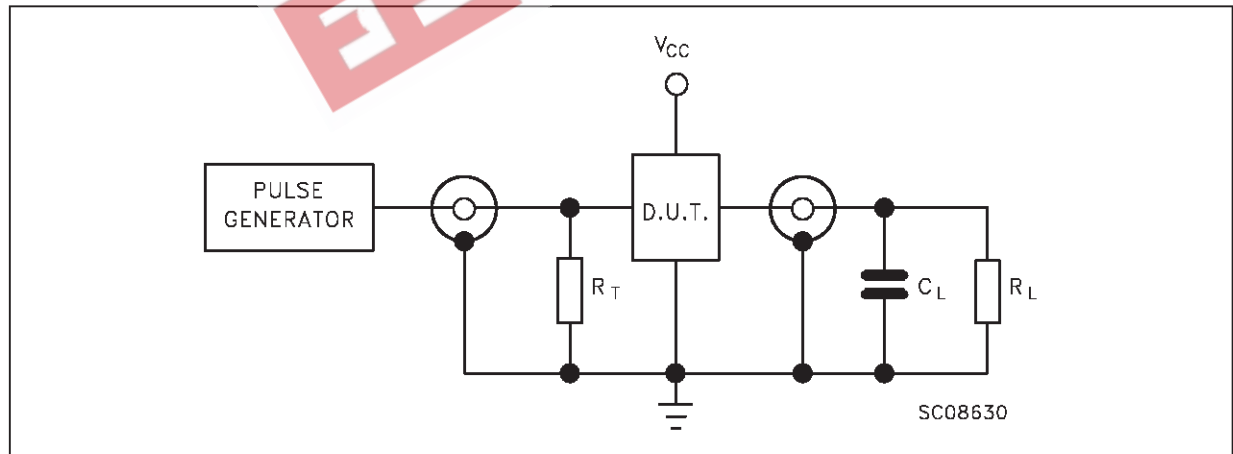 VCC
PULSE
GENERATOR
D.U.T.
RT
CL
RL
SC08630